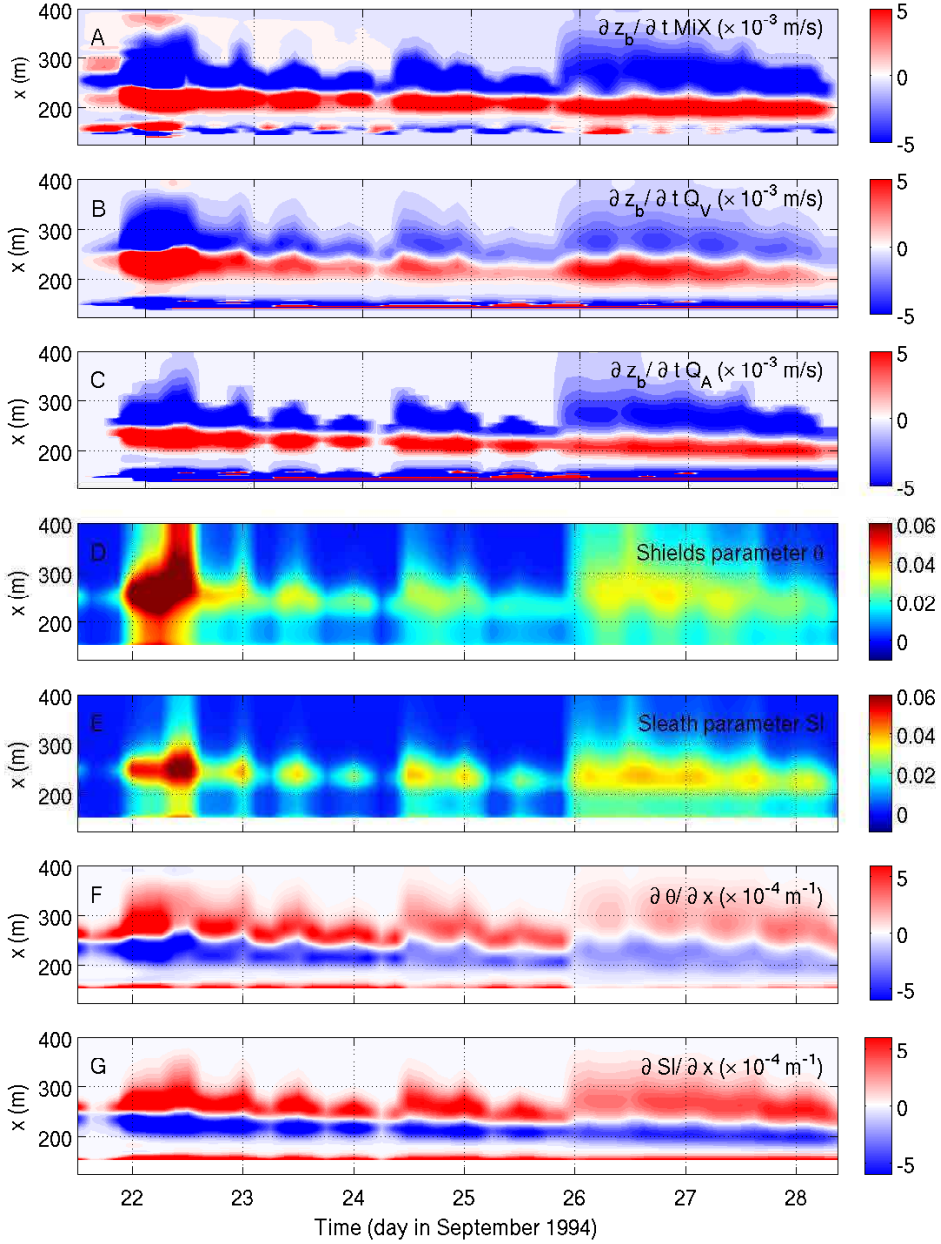 A
∂ z_b/ ∂ t MiX (× 10^-3 m/s)
x (m)
400
300
200
5
0
-5
B
∂ z_b/ ∂ t Q_V (× 10^-3 m/s)
x (m)
400
300
200
5
0
-5
C
∂ z_b/ ∂ t Q_A (× 10^-3 m/s)
x (m)
400
300
200
5
0
-5
D
Shields parameter θ
x (m)
400
300
200
0.06
0.04
0.02
0
E
Sleath parameter Sl
x (m)
400
300
200
0.06
0.04
0.02
0
F
∂ θ/ ∂ x (× 10^-4 m^-1)
x (m)
400
300
200
5
0
-5
G
∂ Sl/ ∂ x (× 10^-4 m^-1)
x (m)
400
300
200
5
0
-5
22 23 24 25 26 27 28
Time (day in September 1994)